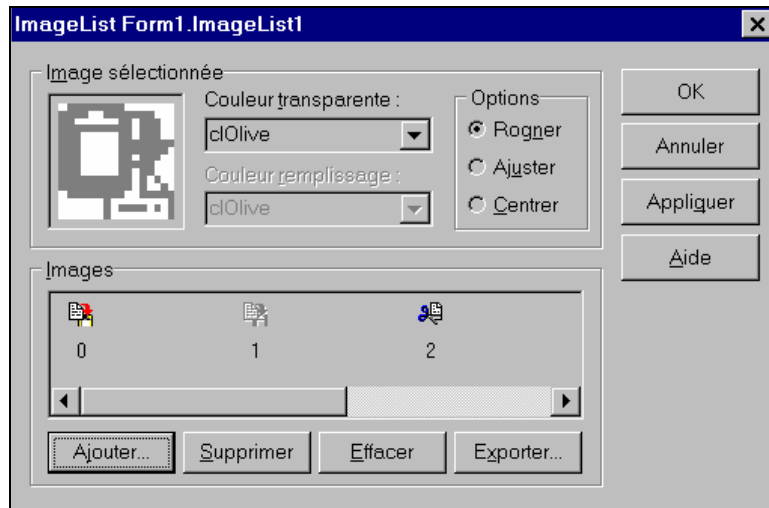 ImageList Form1.ImageList1
Image sélectionnée
Couleur transparente :
clOlive
Couleur remplissage :
clOlive
Options
Rogner
Ajuster
Centrer
OK
Annuler
Appliquer
Aide
Images
0 1 2
Ajouter... Supprimer Effacer Exporter...